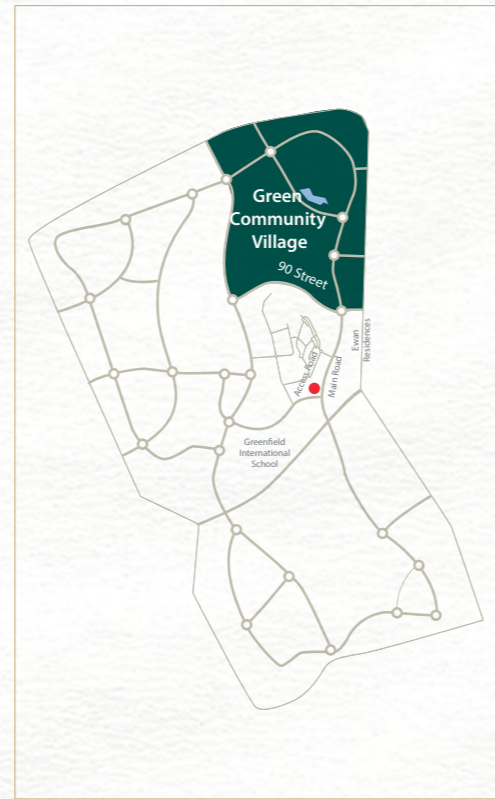 Green
Community
Village
90 Street
Access Road
Main Road
Ewan
Residences
Greenfield
International
School